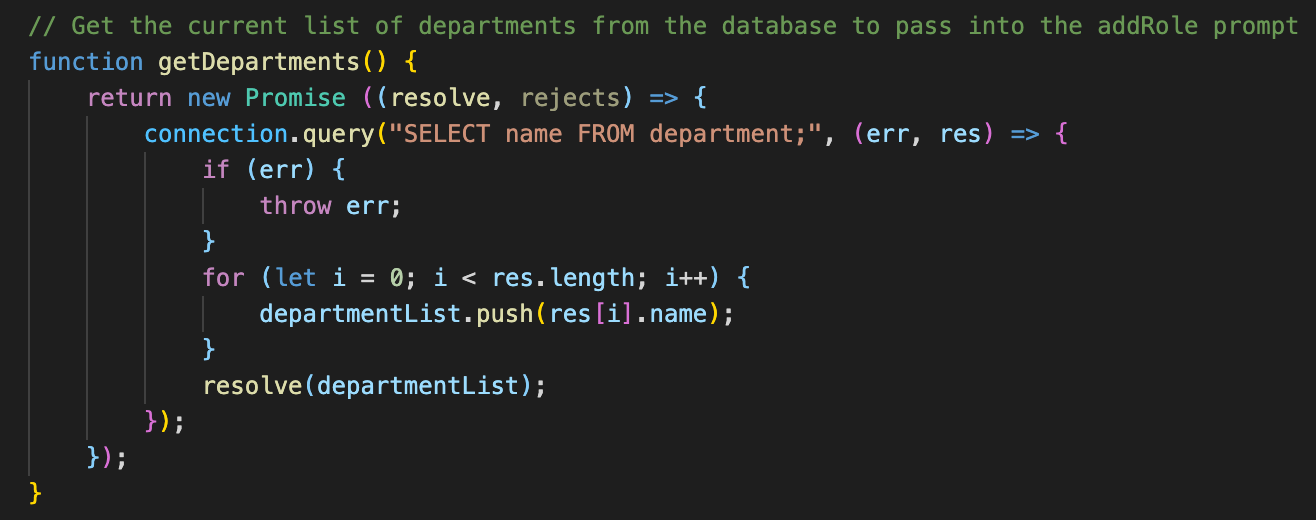 // Get the current list of departments from the database to pass into the addRole prompt
function getDepartments() {
    return new Promise ((resolve, rejects) => {
        connection.query("SELECT name FROM department;", (err, res) => {
            if (err) {
                throw err;
            }
            for (let i = 0; i < res.length; i++) {
                departmentList.push(res[i].name);
            }
            resolve(departmentList);
        });
    });
}